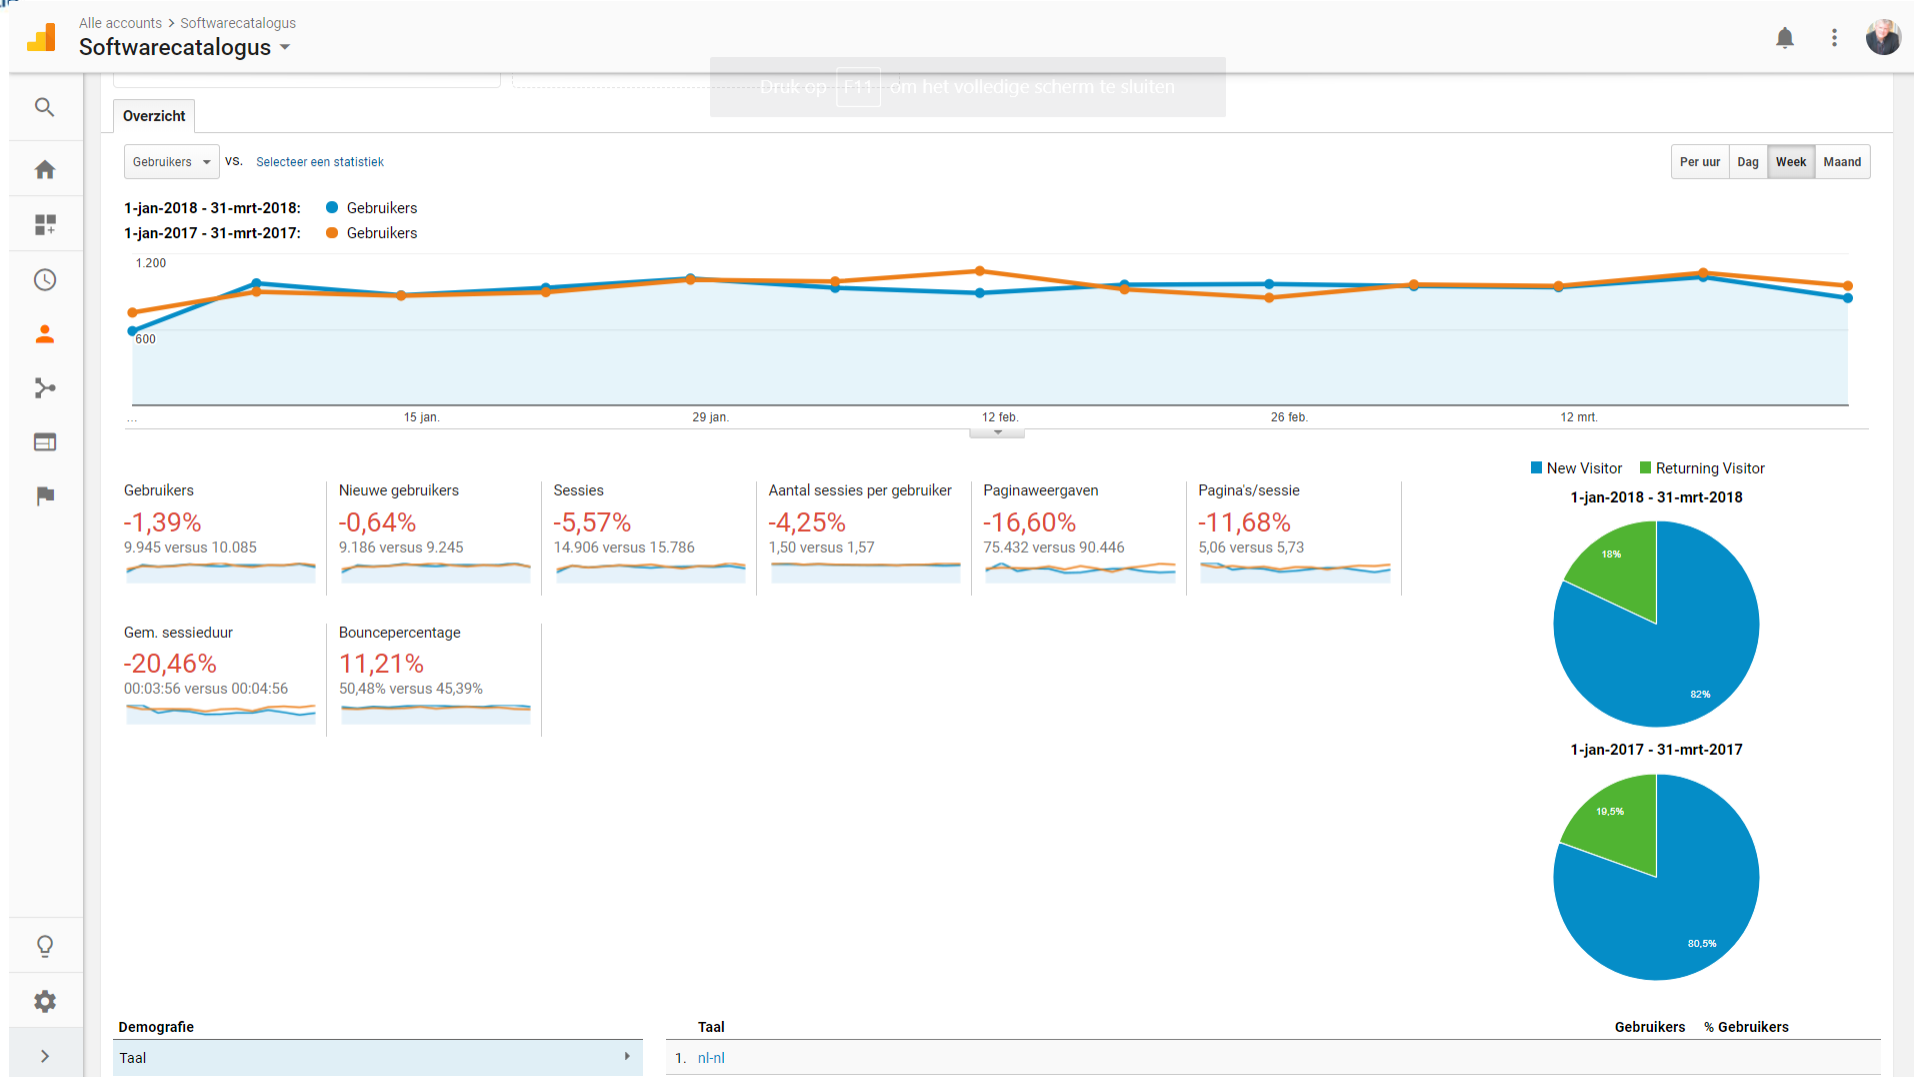 Alle accounts > Softwarecatalogus
Softwarecatalogus
Druk op F11 om het volledige scherm te sluiten
Overzicht
Gebruikers vs. Selecteer een statistiek
Per uur Dag Week Maand
1-jan-2018 - 31-mrt-2018: Gebruikers
1-jan-2017 - 31-mrt-2017: Gebruikers
1.200
600
... 15 jan. 29 jan. 12 feb. 26 feb. 12 mrt.
New Visitor Returning Visitor
1-jan-2018 - 31-mrt-2018
18%
82%
1-jan-2017 - 31-mrt-2017
19,5%
80,5%
Gebruikers
-1,39%
9.945 versus 10.085
Nieuwe gebruikers
-0,64%
9.186 versus 9.245
Sessies
-5,57%
14.906 versus 15.786
Aantal sessies per gebruiker
-4,25%
1,50 versus 1,57
Paginaweergaven
-16,60%
75.432 versus 90.446
Pagina's/sessie
-11,68%
5,06 versus 5,73
Gem. sessieduur
-20,46%
00:03:56 versus 00:04:56
Bouncepercentage
11,21%
50,48% versus 45,39%
Demografie
Taal
Taal Gebruikers % Gebruikers
1. nl-nl